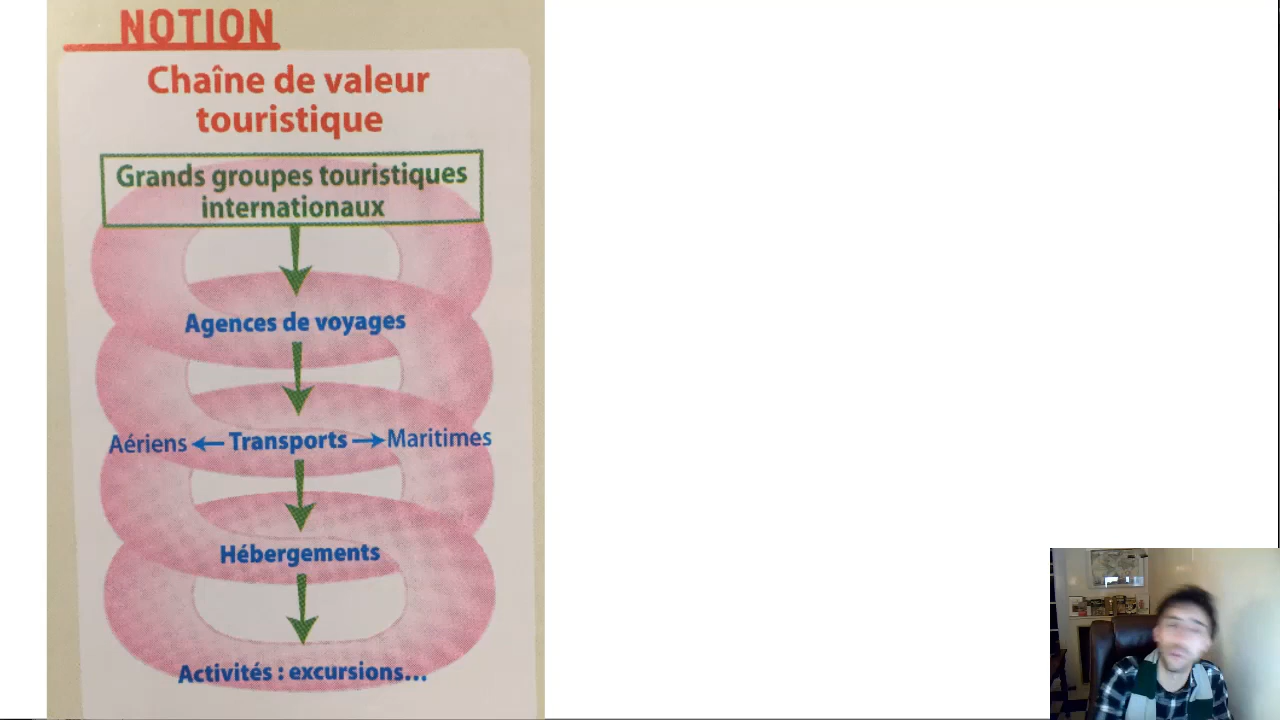 NOTION
Chaîne de valeur
touristique
Grands groupes touristiques
internationaux
Agences de voyages
Aériens ← Transports → Maritimes
Hébergements
Activités : excursions...